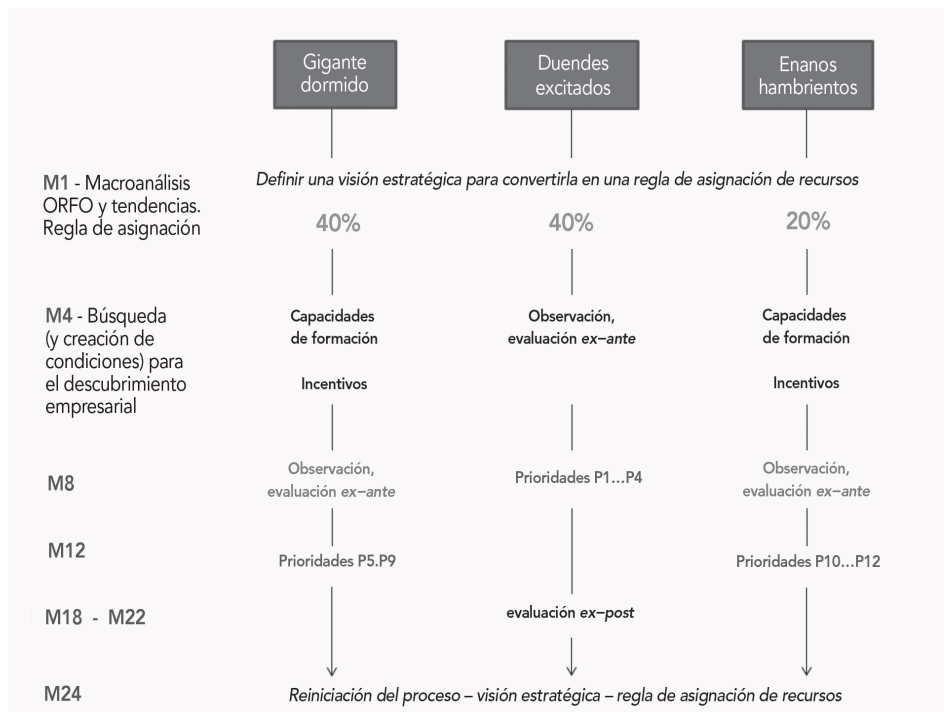 Gigante
dormido
Duendes
excitados
Enanos
hambrientos
M1 - Macroanálisis
ORFO y tendencias.
Regla de asignación
Definir una visión estratégica para convertirla en una regla de asignación de recursos
40%
40%
20%
M4 - Búsqueda
(y creación de
condiciones) para
el descubrimiento
empresarial
Capacidades
de formación
Incentivos
Observación,
evaluación ex–ante
Capacidades
de formación
Incentivos
M8
Observación,
evaluación ex–ante
Prioridades P1...P4
Observación,
evaluación ex–ante
M12
Prioridades P5.P9
Prioridades P10...P12
M18 - M22
evaluación ex–post
M24
Reiniciación del proceso – visión estratégica – regla de asignación de recursos